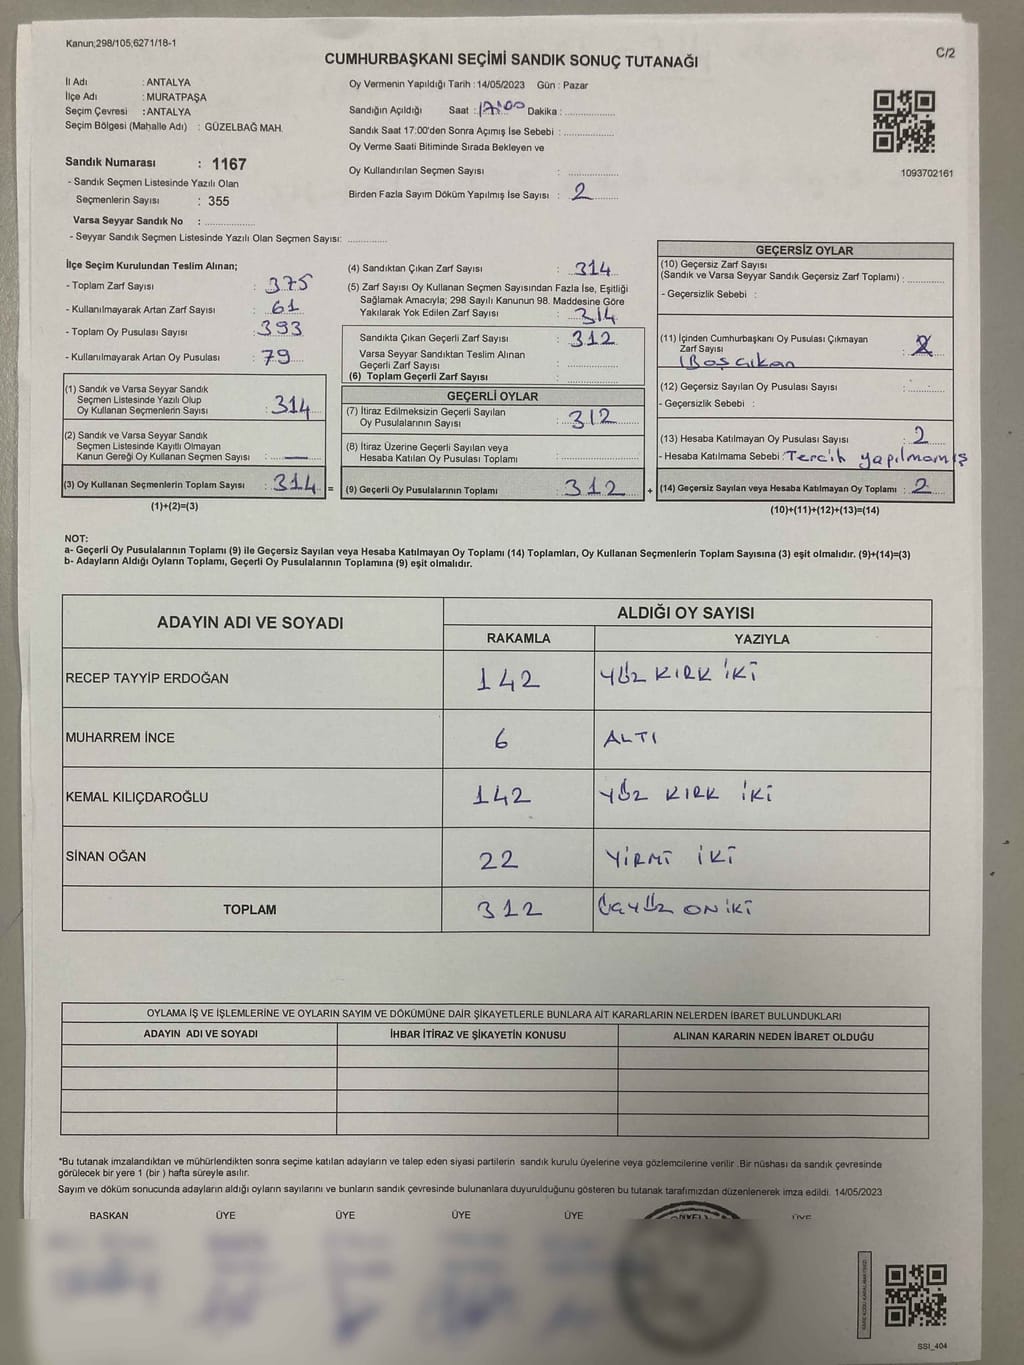 Kanun;298/105,6271/18-1
C/2
CUMHURBAŞKANI SEÇİMİ SANDIK SONUÇ TUTANAĞI
İl Adı : ANTALYA
İlçe Adı : MURATPAŞA
Seçim Çevresi : ANTALYA
Seçim Bölgesi (Mahalle Adı) : GÜZELBAĞ MAH.
Sandık Numarası : 1167
- Sandık Seçmen Listesinde Yazılı Olan
Seçmenlerin Sayısı : 355
Varsa Seyyar Sandık No : ................
- Seyyar Sandık Seçmen Listesinde Yazılı Olan Seçmen Sayısı: .............
Oy Vermenin Yapıldığı Tarih : 14/05/2023 Gün : Pazar
Sandığın Açıldığı Saat : 17:00 Dakika : ................
Sandık Saat 17:00'den Sonra Açımış İse Sebebi : ................
Oy Verme Saati Bitiminde Sırada Bekleyen ve
Oy Kullandırılan Seçmen Sayısı : ................
Birden Fazla Sayım Döküm Yapılmış İse Sayısı : 2
1093702161
İlçe Seçim Kurulundan Teslim Alınan;
- Toplam Zarf Sayısı : 375
- Kullanılmayarak Artan Zarf Sayısı : 61
- Toplam Oy Pusulası Sayısı : 393
- Kullanılmayarak Artan Oy Pusulası : 79
(1) Sandık ve Varsa Seyyar Sandık
Seçmen Listesinde Yazılı Olup
Oy Kullanan Seçmenlerin Sayısı : 314
(2) Sandık ve Varsa Seyyar Sandık
Seçmen Listesinde Kayıtlı Olmayan
Kanun Gereği Oy Kullanan Seçmen Sayısı : —
(3) Oy Kullanan Seçmenlerin Toplam Sayısı : 314 =
(1)+(2)=(3)
(4) Sandıktan Çıkan Zarf Sayısı : 314
(5) Zarf Sayısı Oy Kullanan Seçmen Sayısından Fazla İse, Eşitliği
Sağlamak Amacıyla; 298 Sayılı Kanunun 98. Maddesine Göre
Yakılarak Yok Edilen Zarf Sayısı : 314
Sandıkta Çıkan Geçerli Zarf Sayısı : 312
Varsa Seyyar Sandıktan Teslim Alınan
Geçerli Zarf Sayısı : ................
(6) Toplam Geçerli Zarf Sayısı : ................
GEÇERLİ OYLAR
(7) İtiraz Edilmeksizin Geçerli Sayılan
Oy Pusulalarının Sayısı : 312
(8) İtiraz Üzerine Geçerli Sayılan veya
Hesaba Katılan Oy Pusulası Toplamı : ................
(9) Geçerli Oy Pusulalarının Toplamı : 312 +
GEÇERSİZ OYLAR
(10) Geçersiz Zarf Sayısı
(Sandık ve Varsa Seyyar Sandık Geçersiz Zarf Toplamı) : ............
- Geçersizlik Sebebi :
(11) İçinden Cumhurbaşkanı Oy Pusulası Çıkmayan
Zarf Sayısı :
(Boş çıkan
(12) Geçersiz Sayılan Oy Pusulası Sayısı : ............
- Geçersizlik Sebebi :
(13) Hesaba Katılmayan Oy Pusulası Sayısı : 2
- Hesaba Katılmama Sebebi : Tercih yapılmamış
(14) Geçersiz Sayılan veya Hesaba Katılmayan Oy Toplamı : 2
(10)+(11)+(12)+(13)=(14)
NOT:
a- Geçerli Oy Pusulalarının Toplamı (9) ile Geçersiz Sayılan veya Hesaba Katılmayan Oy Toplamı (14) Toplamları, Oy Kullanan Seçmenlerin Toplam Sayısına (3) eşit olmalıdır. (9)+(14)=(3)
b- Adayların Aldığı Oyların Toplamı, Geçerli Oy Pusulalarının Toplamına (9) eşit olmalıdır.
ADAYIN ADI VE SOYADI ALDIĞI OY SAYISI
RAKAMLA YAZIYLA
RECEP TAYYİP ERDOĞAN 142 YÜZ KIRK İKİ
MUHARREM İNCE 6 ALTI
KEMAL KILIÇDAROĞLU 142 YÜZ KIRK İKİ
SİNAN OĞAN 22 YİRMİ İKİ
TOPLAM 312 ÜÇYÜZ ONİKİ
OYLAMA İŞ VE İŞLEMLERİNE VE OYLARIN SAYIM VE DÖKÜMÜNE DAİR ŞİKAYETLERLE BUNLARA AİT KARARLARIN NELERDEN İBARET BULUNDUKLARI
ADAYIN ADI VE SOYADI İHBAR İTİRAZ VE ŞİKAYETİN KONUSU ALINAN KARARIN NEDEN İBARET OLDUĞU
*Bu tutanak imzalandıktan ve mühürlendikten sonra seçime katılan adayların ve talep eden siyasi partilerin sandık kurulu üyelerine veya gözlemcilerine verilir .Bir nüshası da sandık çevresinde
görülecek bir yere 1 (bir ) hafta süreyle asılır.
Sayım ve döküm sonucunda adayların aldığı oyların sayılarını ve bunların sandık çevresinde bulunanlara duyurulduğunu gösteren bu tutanak tarafımızdan düzenlenerek imza edildi. 14/05/2023
BAŞKAN ÜYE ÜYE ÜYE ÜYE ÜYE
SSI_404